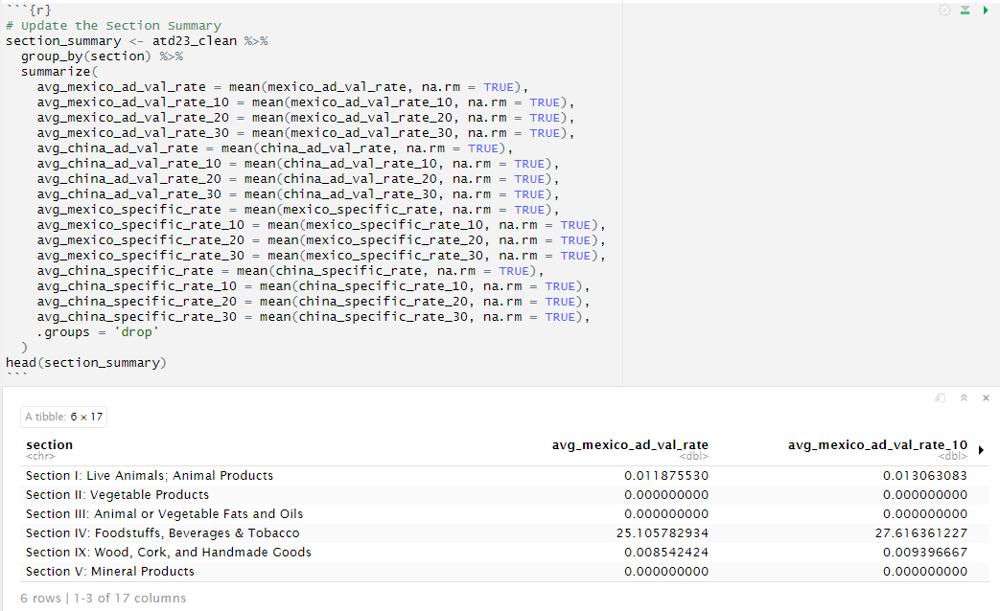 ```{r}
# Update the Section Summary
section_summary <- atd23_clean %>%
  group_by(section) %>%
  summarize(
    avg_mexico_ad_val_rate = mean(mexico_ad_val_rate, na.rm = TRUE),
    avg_mexico_ad_val_rate_10 = mean(mexico_ad_val_rate_10, na.rm = TRUE),
    avg_mexico_ad_val_rate_20 = mean(mexico_ad_val_rate_20, na.rm = TRUE),
    avg_mexico_ad_val_rate_30 = mean(mexico_ad_val_rate_30, na.rm = TRUE),
    avg_china_ad_val_rate = mean(china_ad_val_rate, na.rm = TRUE),
    avg_china_ad_val_rate_10 = mean(china_ad_val_rate_10, na.rm = TRUE),
    avg_china_ad_val_rate_20 = mean(china_ad_val_rate_20, na.rm = TRUE),
    avg_china_ad_val_rate_30 = mean(china_ad_val_rate_30, na.rm = TRUE),
    avg_mexico_specific_rate = mean(mexico_specific_rate, na.rm = TRUE),
    avg_mexico_specific_rate_10 = mean(mexico_specific_rate_10, na.rm = TRUE),
    avg_mexico_specific_rate_20 = mean(mexico_specific_rate_20, na.rm = TRUE),
    avg_mexico_specific_rate_30 = mean(mexico_specific_rate_30, na.rm = TRUE),
    avg_china_specific_rate = mean(china_specific_rate, na.rm = TRUE),
    avg_china_specific_rate_10 = mean(china_specific_rate_10, na.rm = TRUE),
    avg_china_specific_rate_20 = mean(china_specific_rate_20, na.rm = TRUE),
    avg_china_specific_rate_30 = mean(china_specific_rate_30, na.rm = TRUE),
    .groups = 'drop'
  )
head(section_summary)
```
A tibble: 6 × 17
section avg_mexico_ad_val_rate avg_mexico_ad_val_rate_10
<chr> <dbl> <dbl>
Section I: Live Animals; Animal Products 0.011875530 0.013063083
Section II: Vegetable Products 0.000000000 0.000000000
Section III: Animal or Vegetable Fats and Oils 0.000000000 0.000000000
Section IV: Foodstuffs, Beverages & Tobacco 25.105782934 27.616361227
Section IX: Wood, Cork, and Handmade Goods 0.008542424 0.009396667
Section V: Mineral Products 0.000000000 0.000000000
6 rows | 1-3 of 17 columns